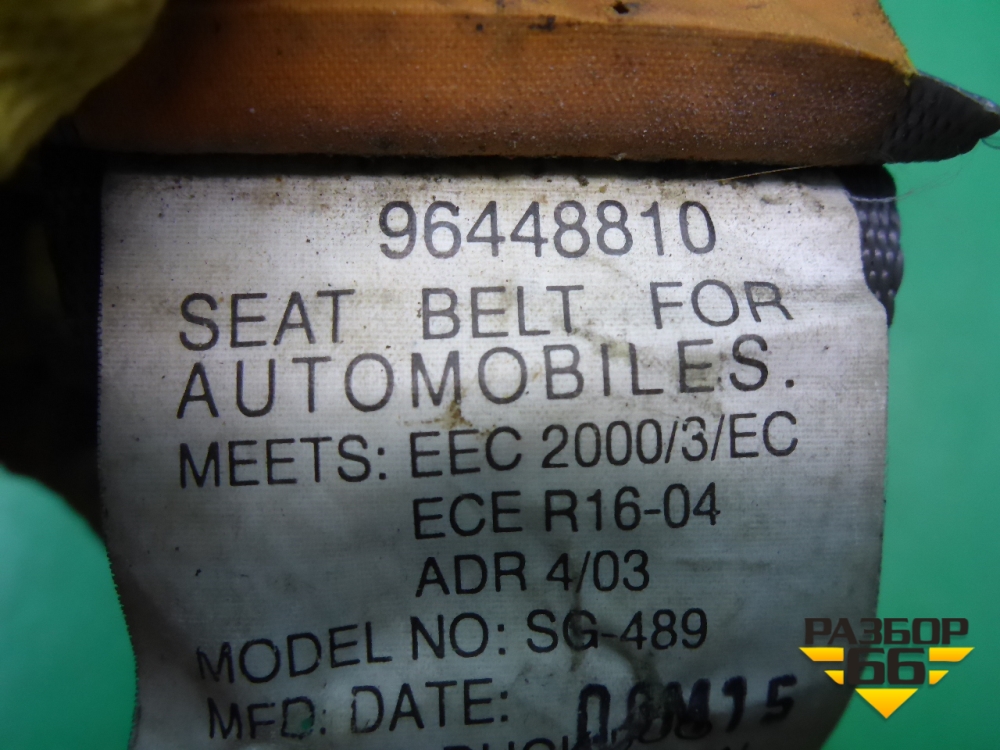 96448810
SEAT BELT FOR
AUTOMOBILES.
MEETS: EEC 2000/3/EC
ECE R16-04
ADR 4/03
MODEL NO: SG-489
MFD: DATE:
РАЗБОР
66